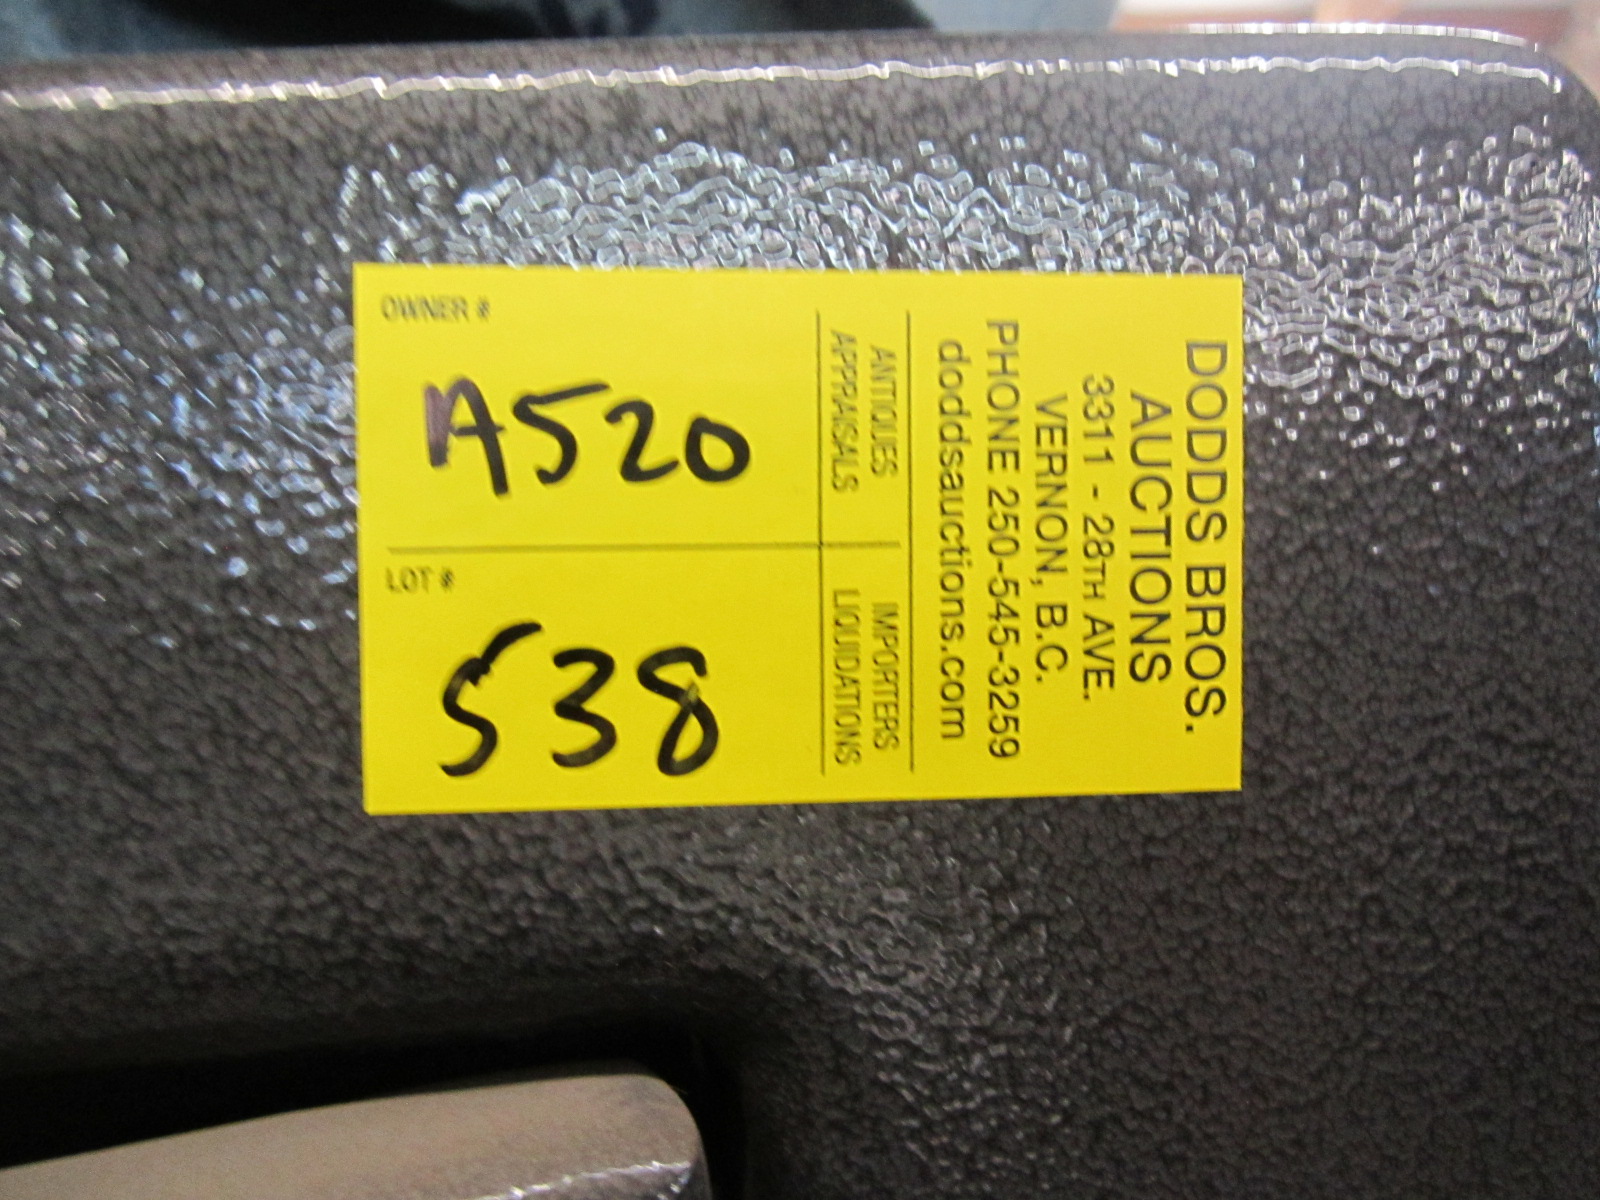 DODDS BROS.
AUCTIONS
3311 - 28TH AVE.
VERNON, B.C.
PHONE 250-545-3259
doddsauctions.com
ANTIQUES
APPRAISALS
IMPORTERS
LIQUIDATIONS
OWNER #
A520
LOT #
538